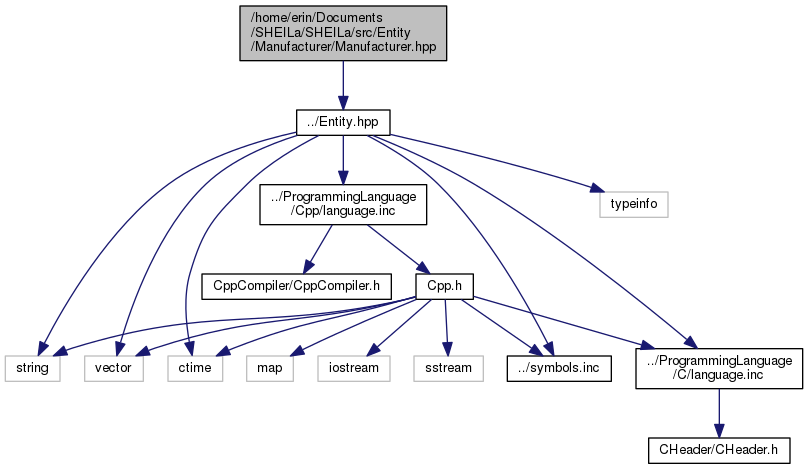 /home/erin/Documents
/SHEILa/SHEILa/src/Entity
/Manufacturer/Manufacturer.hpp
../Entity.hpp
../ProgrammingLanguage
/Cpp/language.inc
typeinfo
CppCompiler/CppCompiler.h
Cpp.h
string
vector
ctime
map
iostream
sstream
../symbols.inc
../ProgrammingLanguage
/C/language.inc
CHeader/CHeader.h